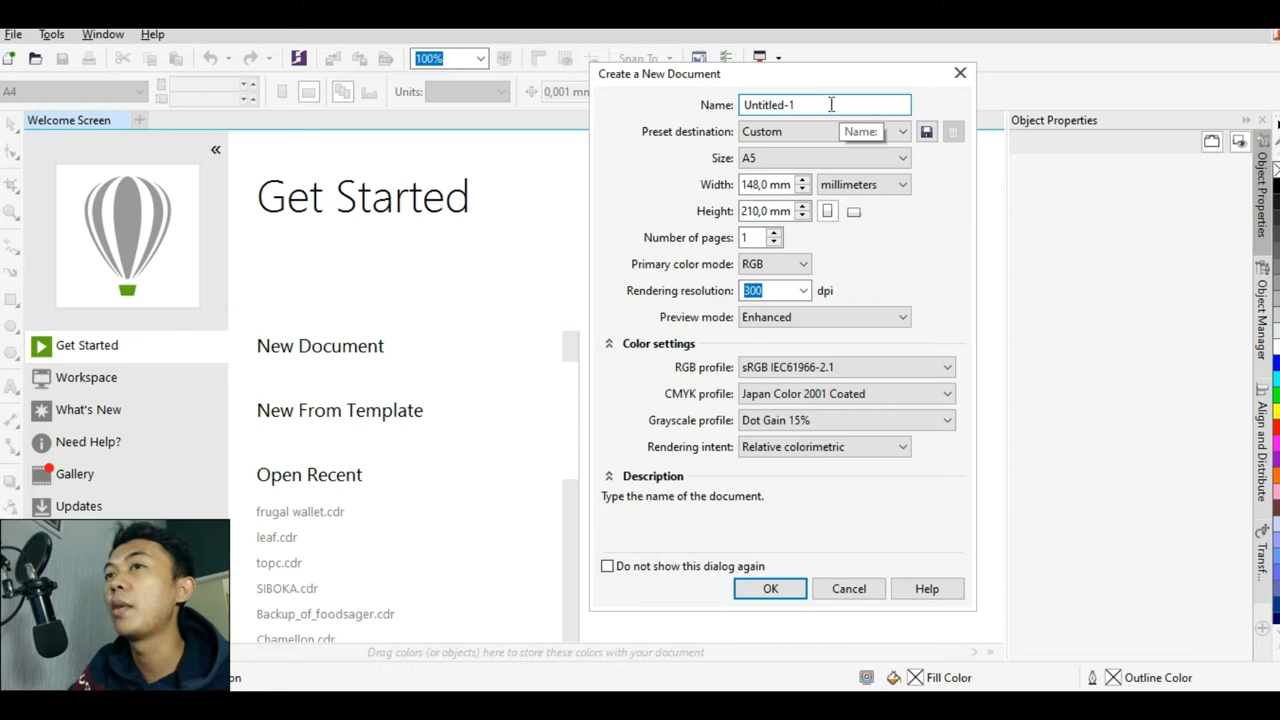 File Tools Window Help
100% Snap To
A4 Units: 0,001 mm
Welcome Screen
Get Started
Get Started
Workspace
What's New
Need Help?
Gallery
Updates
New Document
New From Template
Open Recent
frugal wallet.cdr
leaf.cdr
topc.cdr
SIBOKA.cdr
Backup_of_foodsager.cdr
Chamellon.cdr
Create a New Document
Name: Untitled-1
Preset destination: Custom Name:
Size: A5
Width: 148,0 mm millimeters
Height: 210,0 mm
Number of pages: 1
Primary color mode: RGB
Rendering resolution: 300 dpi
Preview mode: Enhanced
Color settings
RGB profile: sRGB IEC61966-2.1
CMYK profile: Japan Color 2001 Coated
Grayscale profile: Dot Gain 15%
Rendering intent: Relative colorimetric
Description
Type the name of the document.
Do not show this dialog again
OK Cancel Help
Object Properties
Object Properties
Object Manager
Align and Distribute
Transf...
Drag colors (or objects) here to store these colors with your document
Fill Color Outline Color